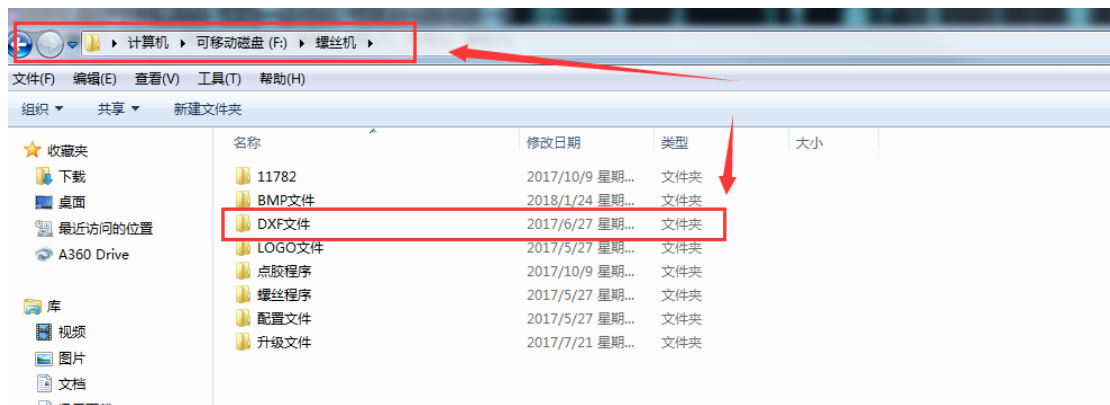 计算机 ▸ 可移动磁盘 (F:) ▸ 螺丝机 ▸
文件(F) 编辑(E) 查看(V) 工具(T) 帮助(H)
组织 共享 新建文件夹
名称 修改日期 类型 大小
收藏夹
下载
桌面
最近访问的位置
A360 Drive
库
视频
图片
文档
11782 2017/10/9 星期... 文件夹
BMP文件 2018/1/24 星期... 文件夹
DXF文件 2017/6/27 星期... 文件夹
LOGO文件 2017/5/27 星期... 文件夹
点胶程序 2017/10/9 星期... 文件夹
螺丝程序 2017/5/27 星期... 文件夹
配置文件 2017/5/27 星期... 文件夹
升级文件 2017/7/21 星期... 文件夹